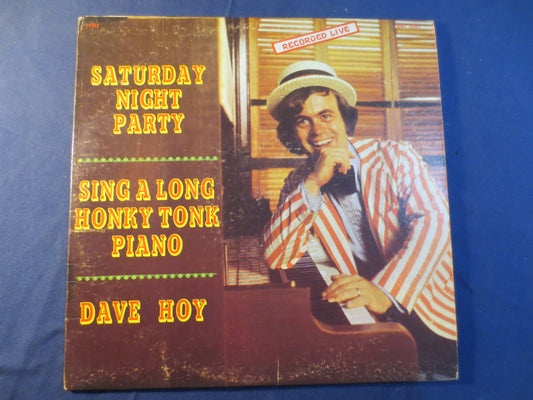 RECORDED LIVE
SATURDAY
NIGHT
PARTY
SING A LONG
HONKY TONK
PIANO
DAVE HOY